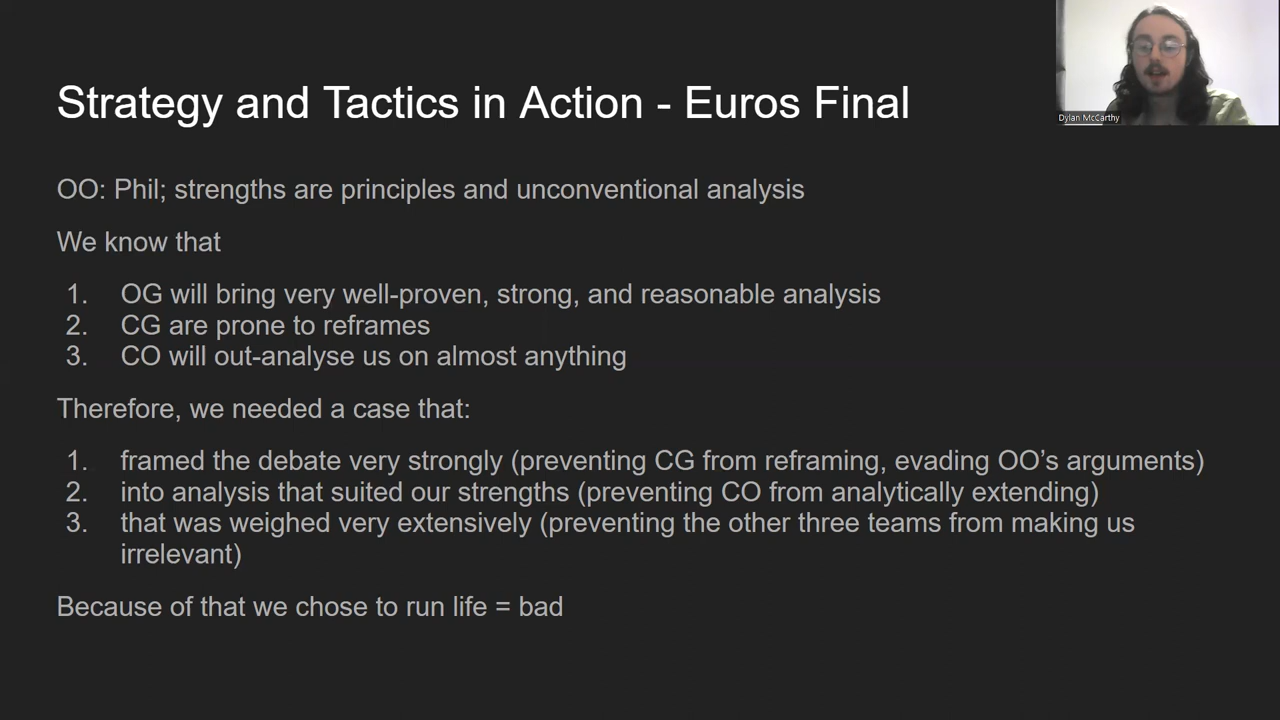 Strategy and Tactics in Action - Euros Final
Dylan McCarthy
OO: Phil; strengths are principles and unconventional analysis
We know that
1. OG will bring very well-proven, strong, and reasonable analysis
2. CG are prone to reframes
3. CO will out-analyse us on almost anything
Therefore, we needed a case that:
1. framed the debate very strongly (preventing CG from reframing, evading OO’s arguments)
2. into analysis that suited our strengths (preventing CO from analytically extending)
3. that was weighed very extensively (preventing the other three teams from making us
irrelevant)
Because of that we chose to run life = bad